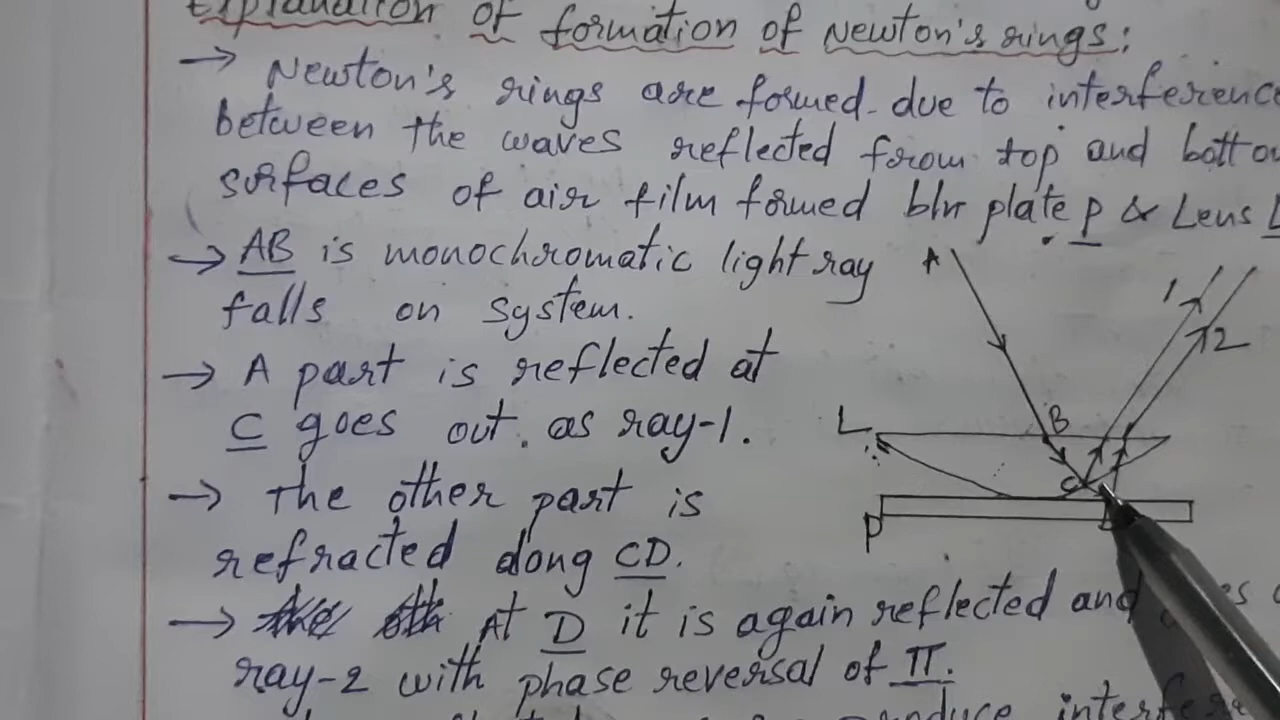 Explanation of formation of Newton's rings:
→ Newton's rings are formed due to interference
between the waves reflected from top and bottom
surfaces of air film formed b/w plate P & Lens L
→ AB is monochromatic light ray
falls on system.
→ A part is reflected at
C goes out. as ray-1.
→ The other part is
refracted along CD.
→ At D it is again reflected and
ray-2 with phase reversal of π.
A
1
2
B
L
C
P
D